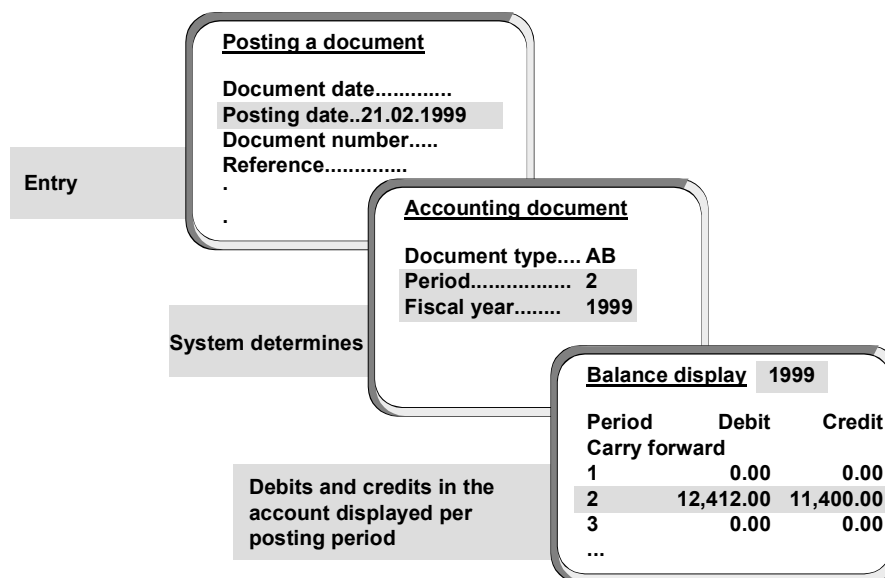 Posting a document
Document date.............
Posting date..21.02.1999
Document number.....
Reference..............
.
.
Entry
Accounting document
Document type.... AB
Period................. 2
Fiscal year........ 1999
System determines
Balance display 1999
Period Debit Credit
Carry forward
1 0.00 0.00
2 12,412.00 11,400.00
3 0.00 0.00
...
Debits and credits in the
account displayed per
posting period